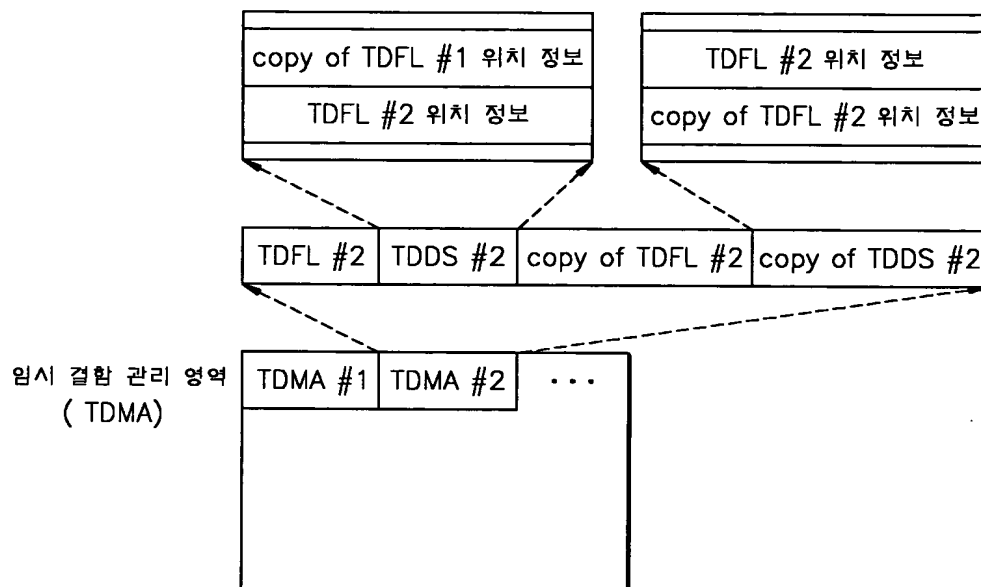 copy of TDFL #1 위치 정보
TDFL #2 위치 정보
TDFL #2 위치 정보
copy of TDFL #2 위치 정보
TDFL #2
TDDS #2
copy of TDFL #2
copy of TDDS #2
임시 결함 관리 영역
( TDMA)
TDMA #1
TDMA #2
...